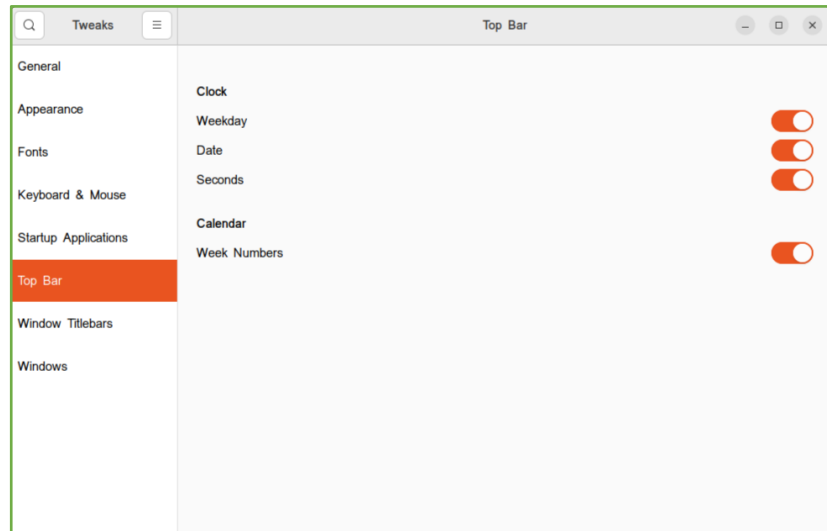 Tweaks
Top Bar
General
Appearance
Fonts
Keyboard & Mouse
Startup Applications
Top Bar
Window Titlebars
Windows
Clock
Weekday
Date
Seconds
Calendar
Week Numbers